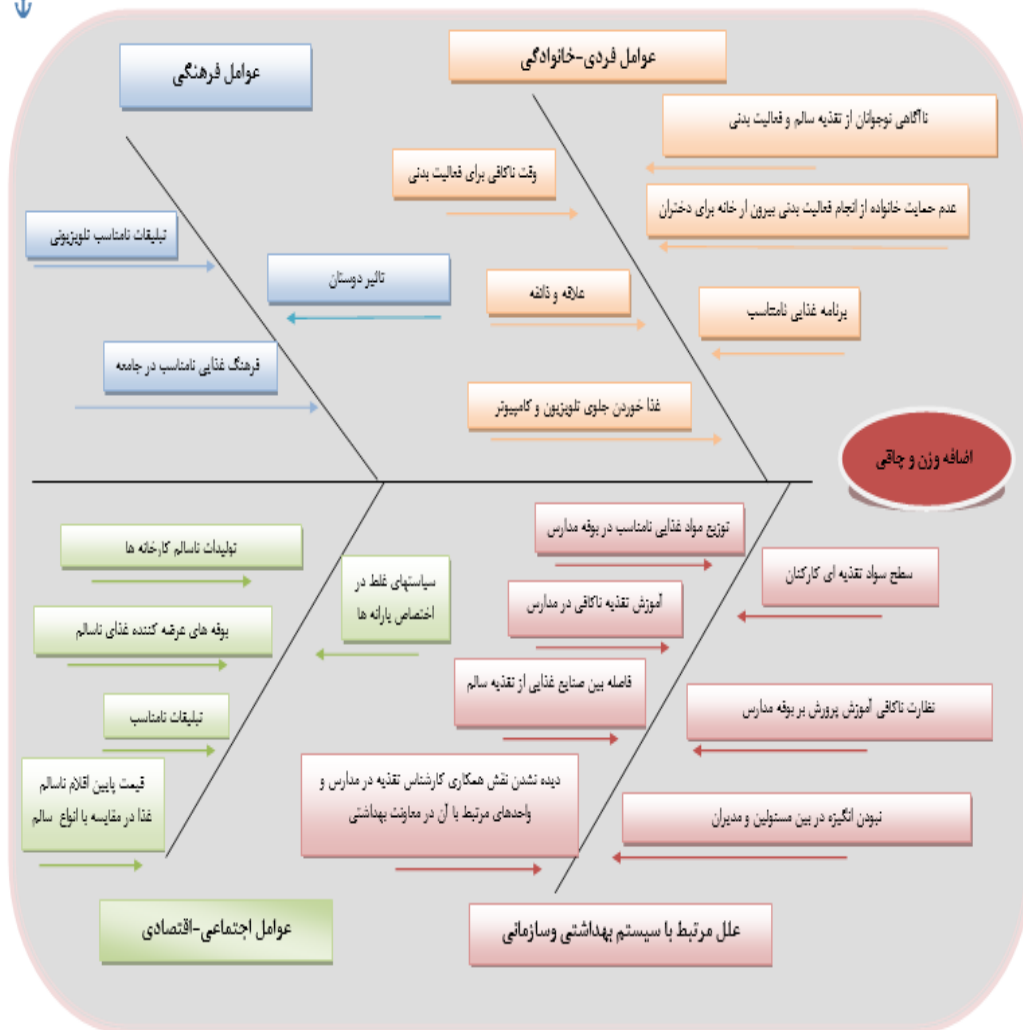 عوامل فردی-خانوادگی
عوامل فرهنگی
ناآگاهی نوجوانان از تغذیه سالم و فعالیت بدنی
وقت ناکافی برای فعالیت بدنی
عدم حمایت خانواده از انجام فعالیت بدنی بیرون ار خانه برای دختران
تبلیقات نامناسب تلویزیونی
تاثیر دوستان
علاقه و ذائقه
برنامه غذایی نامتاسب
فرهنگ غذایی نامناسب در جامعه
غذا خوردن جلوی تلویزیون و کامپیوتر
اضافه وزن و چاقی
توزیع مواد غذایی نامناسب در بوفه مدارس
تولیدات ناسالم کارخانه ها
سطح سواد تغذیه ای کارکنان
سیاستهای غلط در
اختصاص یارانه ها
آموزش تغذیه ناکافی در مدارس
بوفه های عرضه کننده غذای ناسالم
فاصله بین صنایع غذایی از تغذیه سالم
نظارت ناکافی آموزش پرورش بر بوفه مدارس
تبلیقات نامناسب
دیده نشدن نقش همکاری کارشناس تغذیه در مدارس و
واحدهای مرتبط با آن در معاونت بهداشتی
قیمت پایین اقلام ناسالم
غذا در مقایسه با انواع سالم
نبودن انگیزه در بین مسئولین و مدیران
علل مرتبط با سیستم بهداشتی وسازمانی
عوامل اجتماعی-اقتصادی